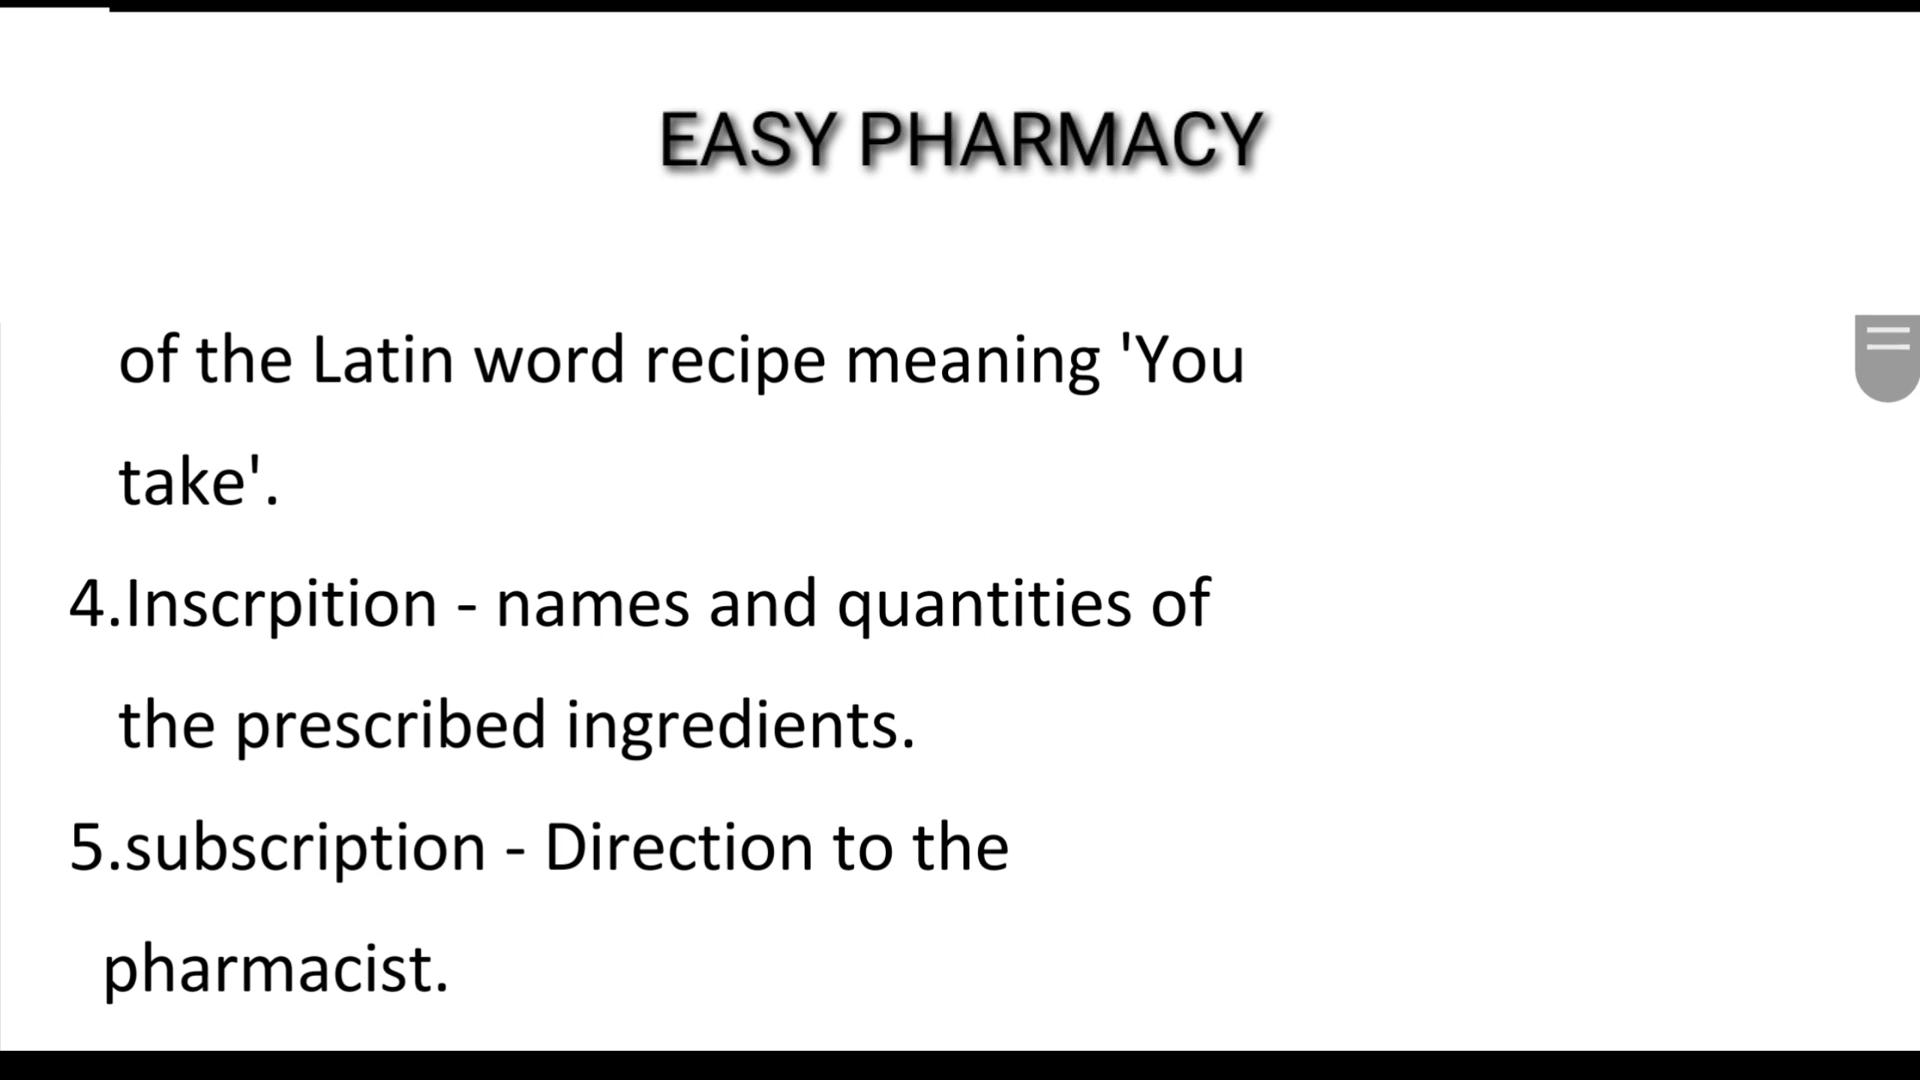 EASY PHARMACY
of the Latin word recipe meaning 'You
take'.
4.Inscrpition - names and quantities of
the prescribed ingredients.
5.subscription - Direction to the
pharmacist.